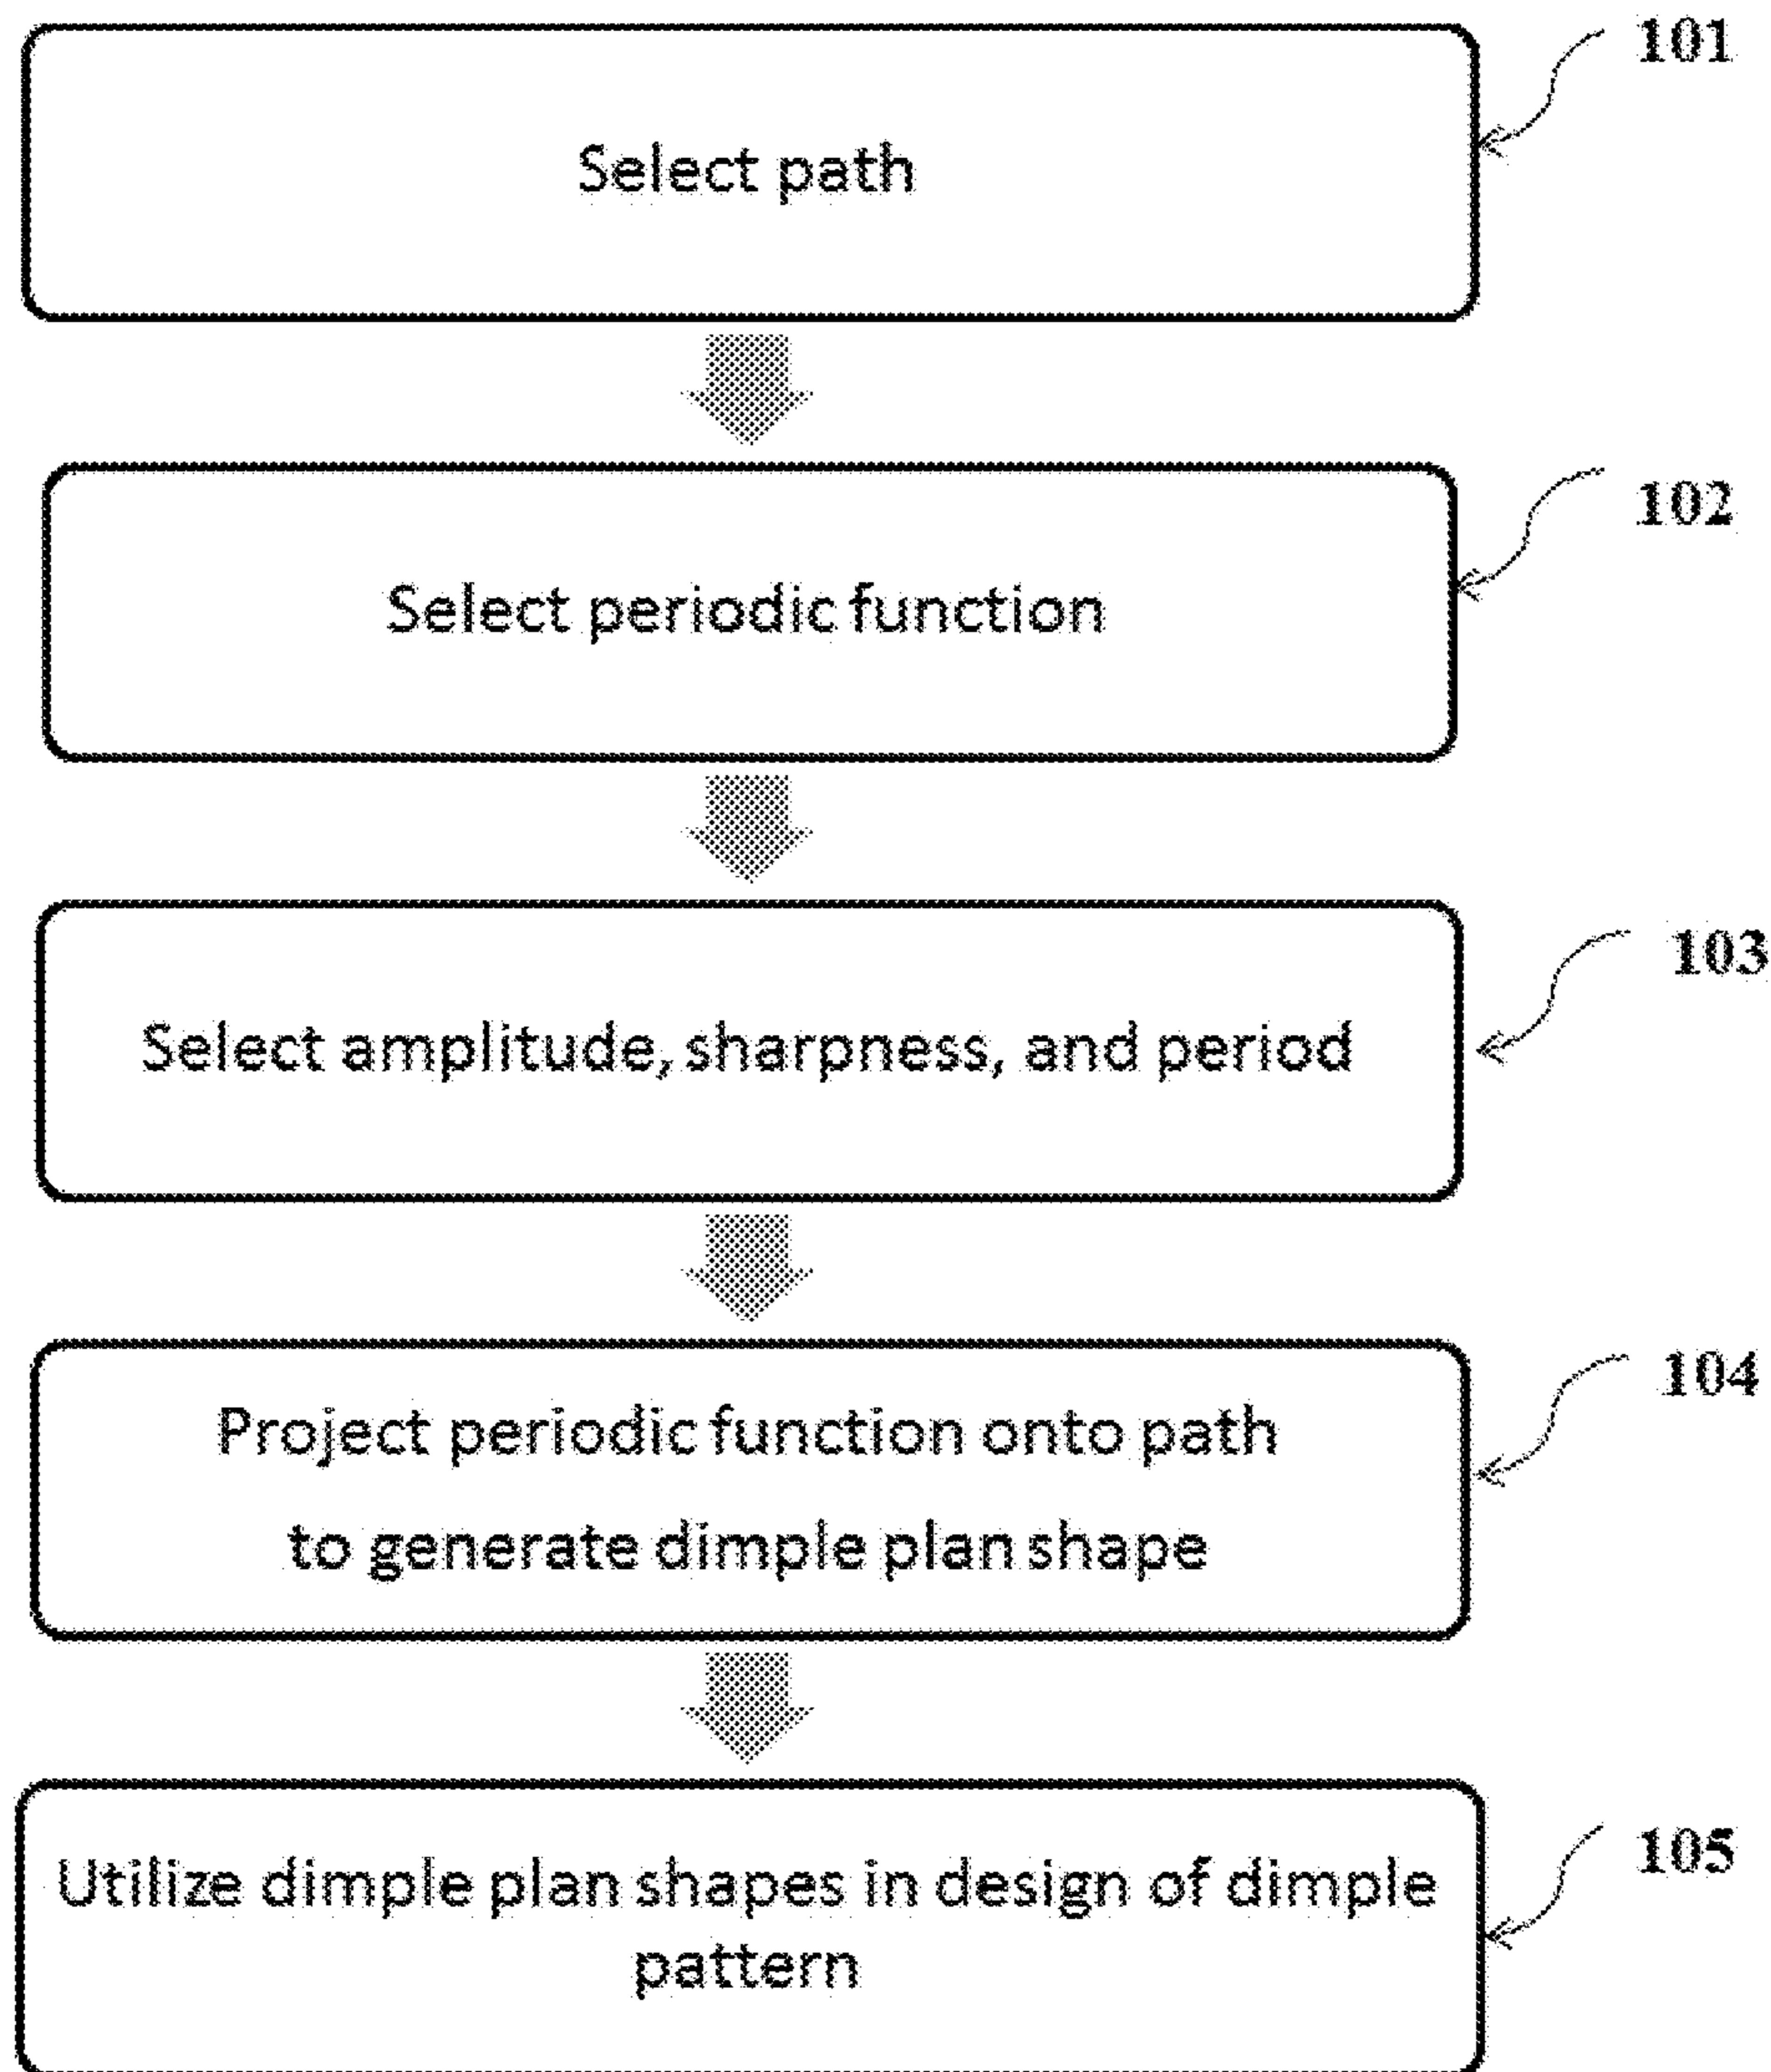 101
Select path
102
Select periodic function
103
Select amplitude, sharpness, and period
104
Project periodic function onto path
to generate dimple plan shape
105
Utilize dimple plan shapes in design of dimple
pattern